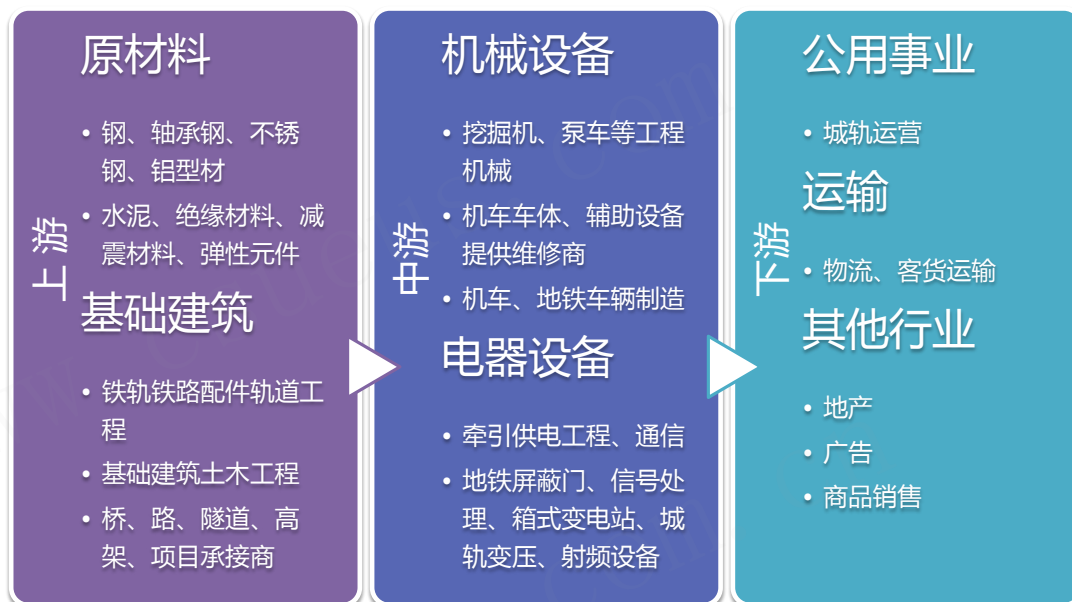 上游
原材料
• 钢、轴承钢、不锈
钢、铝型材
• 水泥、绝缘材料、减
震材料、弹性元件
基础建筑
• 铁轨铁路配件轨道工
程
• 基础建筑土木工程
• 桥、路、隧道、高
架、项目承接商
中游
机械设备
• 挖掘机、泵车等工程
机械
• 机车车体、辅助设备
提供维修商
• 机车、地铁车辆制造
电器设备
• 牵引供电工程、通信
• 地铁屏蔽门、信号处
理、箱式变电站、城
轨变压、射频设备
下游
公用事业
• 城轨运营
运输
• 物流、客货运输
其他行业
• 地产
• 广告
• 商品销售